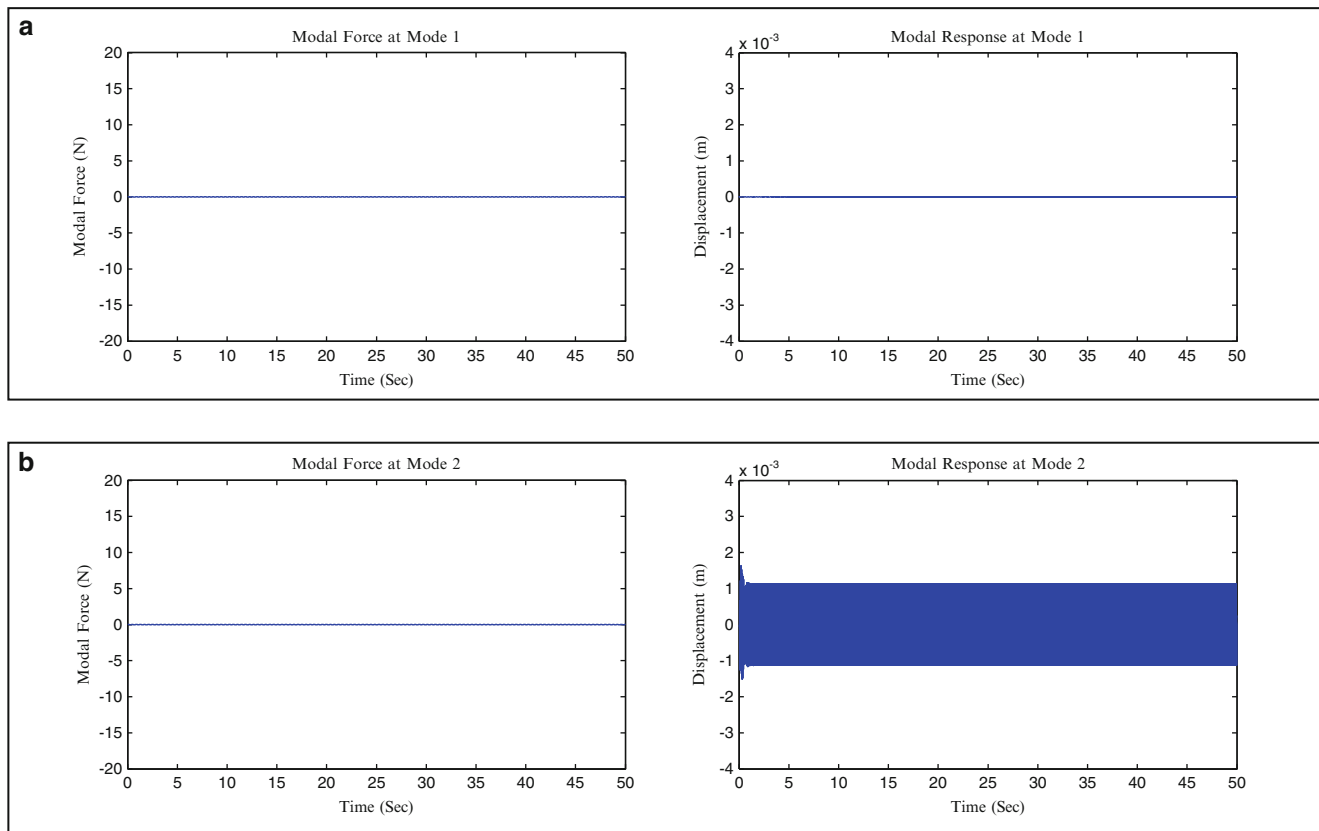 a
Modal Force at Mode 1
20
15
10
5
0
-5
-10
-15
-20
Modal Force (N)
0 5 10 15 20 25 30 35 40 45 50
Time (Sec)
Modal Response at Mode 1
x 10-3
4
3
2
1
0
-1
-2
-3
-4
Displacement (m)
0 5 10 15 20 25 30 35 40 45 50
Time (Sec)
b
Modal Force at Mode 2
20
15
10
5
0
-5
-10
-15
-20
Modal Force (N)
0 5 10 15 20 25 30 35 40 45 50
Time (Sec)
Modal Response at Mode 2
x 10-3
4
3
2
1
0
-1
-2
-3
-4
Displacement (m)
0 5 10 15 20 25 30 35 40 45 50
Time (Sec)